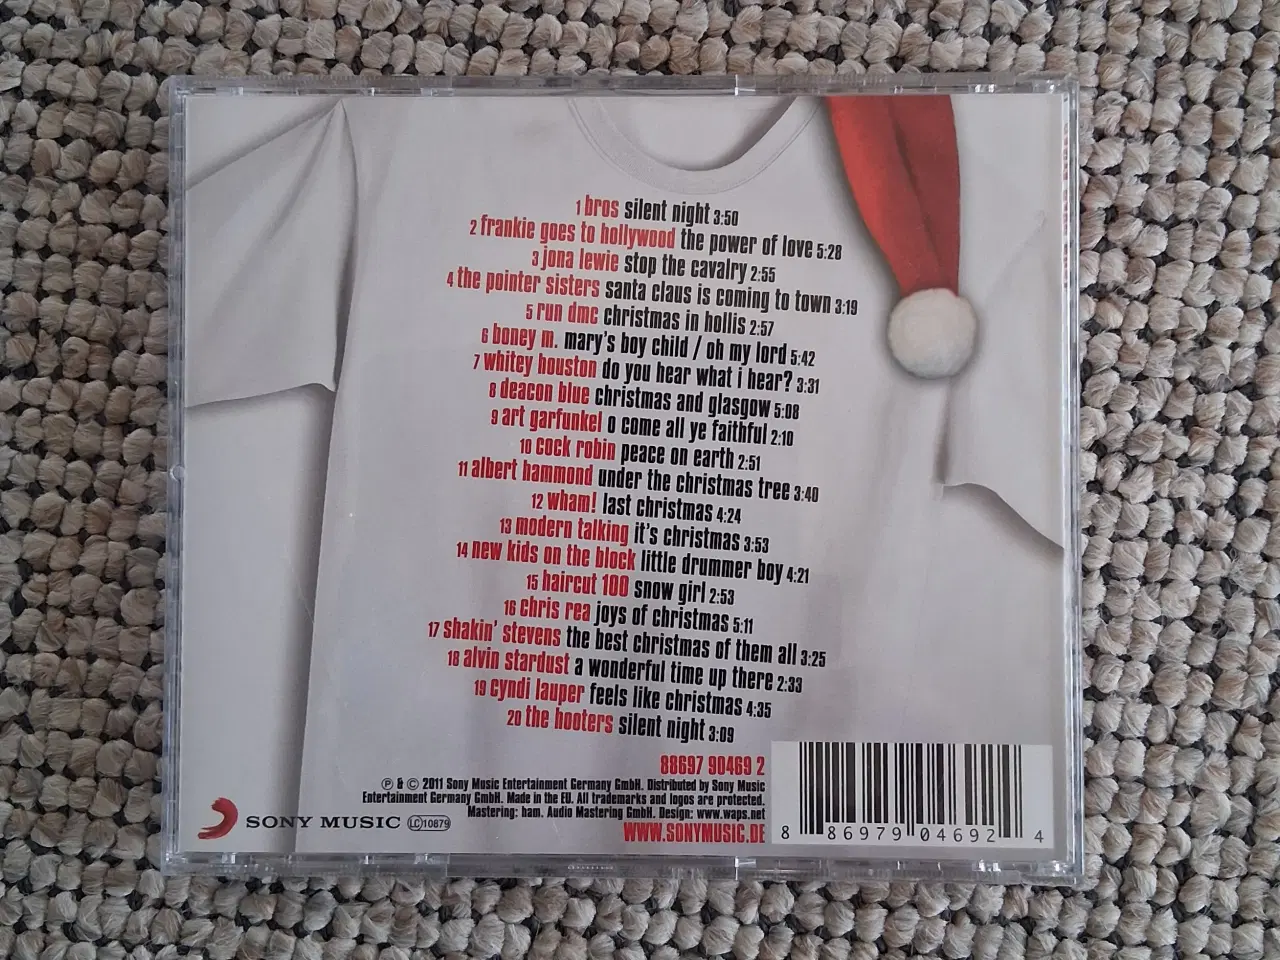 1 bros silent night 3:50
2 frankie goes to hollywood the power of love 5:28
3 jona lewie stop the cavalry 2:55
4 the pointer sisters santa claus is coming to town 3:19
5 run dmc christmas in hollis 2:57
6 boney m. mary's boy child / oh my lord 5:42
7 whitey houston do you hear what i hear? 3:31
8 deacon blue christmas and glasgow 5:08
9 art garfunkel o come all ye faithful 2:10
10 cock robin peace on earth 2:51
11 albert hammond under the christmas tree 3:40
12 wham! last christmas 4:24
13 modern talking it's christmas 3:53
14 new kids on the block little drummer boy 4:21
15 haircut 100 snow girl 2:53
16 chris rea joys of christmas 5:11
17 shakin' stevens the best christmas of them all 3:25
18 alvin stardust a wonderful time up there 2:33
19 cyndi lauper feels like christmas 4:35
20 the hooters silent night 3:09
88697 90469 2
℗ & © 2011 Sony Music Entertainment Germany GmbH. Distributed by Sony Music
Entertainment Germany GmbH. Made in the EU. All trademarks and logos are protected.
Mastering: ham. Audio Mastering GmbH. Design: www.waps.net
WWW.SONYMUSIC.DE
SONY MUSIC LC 10879
8 86979 04692 4